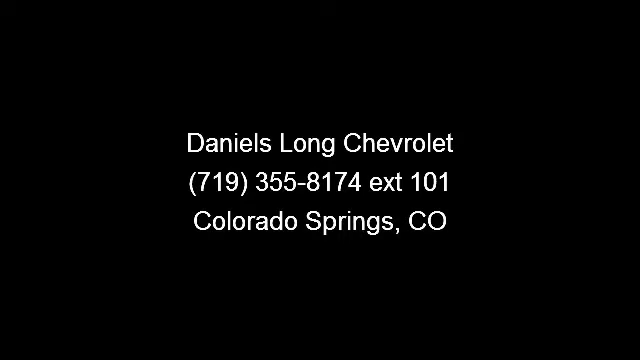 Daniels Long Chevrolet
(719) 355-8174 ext 101
Colorado Springs, CO